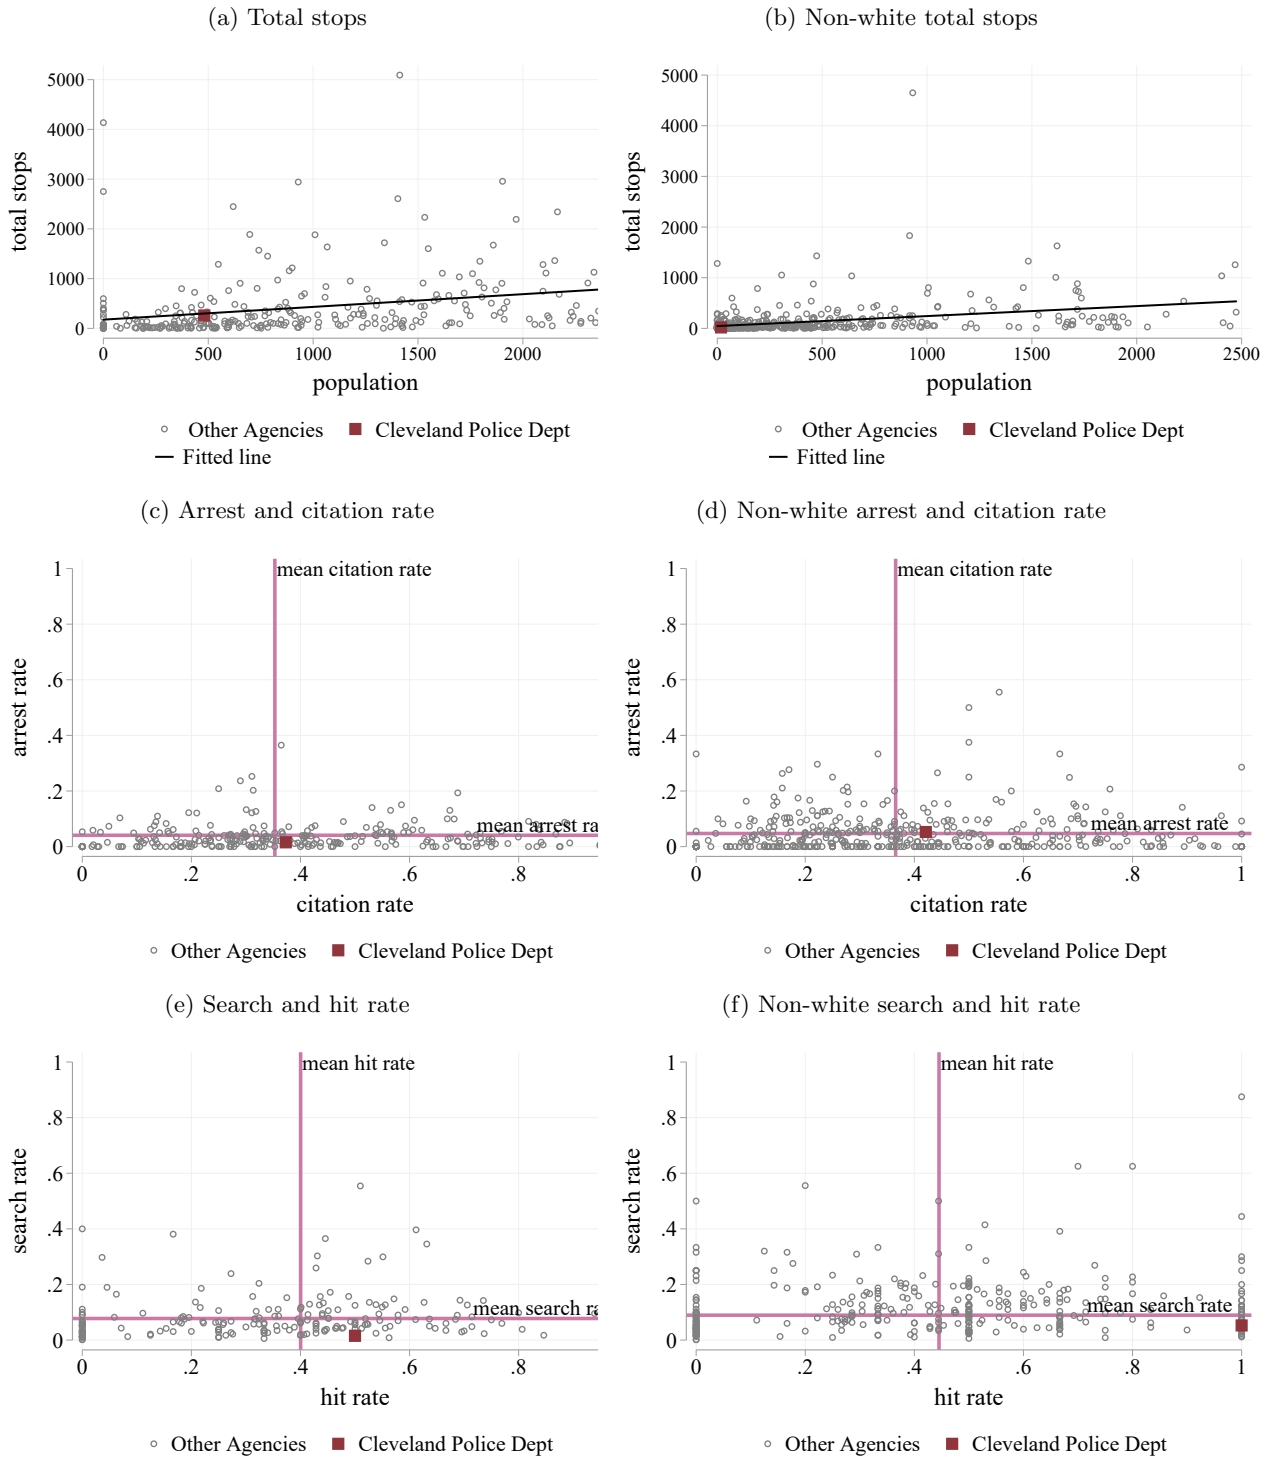 (a) Total stops
(b) Non-white total stops
total stops
5000
4000
3000
2000
1000
0
0 500 1000 1500 2000
population
Other Agencies Cleveland Police Dept
Fitted line
total stops
5000
4000
3000
2000
1000
0
0 500 1000 1500 2000 2500
population
Other Agencies Cleveland Police Dept
Fitted line
(c) Arrest and citation rate
(d) Non-white arrest and citation rate
arrest rate
1
.8
.6
.4
.2
0
mean citation rate
mean arrest ra
0 .2 .4 .6 .8
citation rate
Other Agencies Cleveland Police Dept
arrest rate
1
.8
.6
.4
.2
0
mean citation rate
mean arrest rate
0 .2 .4 .6 .8 1
citation rate
Other Agencies Cleveland Police Dept
(e) Search and hit rate
(f) Non-white search and hit rate
search rate
1
.8
.6
.4
.2
0
mean hit rate
mean search ra
0 .2 .4 .6 .8
hit rate
Other Agencies Cleveland Police Dept
search rate
1
.8
.6
.4
.2
0
mean hit rate
mean search rate
0 .2 .4 .6 .8 1
hit rate
Other Agencies Cleveland Police Dept